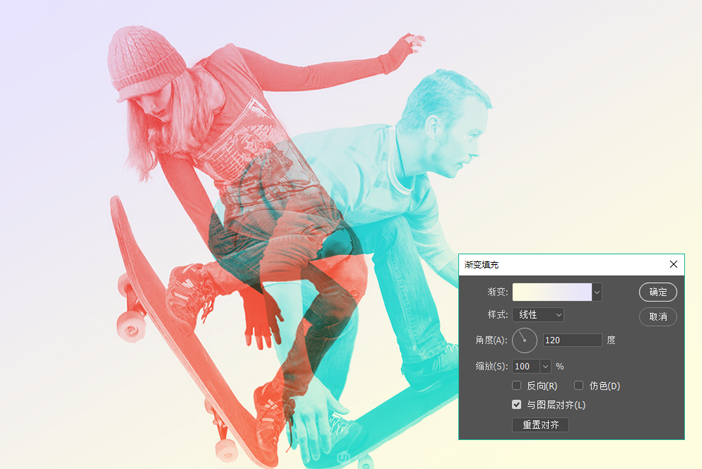 渐变填充
渐变:
确定
样式: 线性
取消
角度(A): 120 度
缩放(S): 100 %
反向(R) 仿色(D)
与图层对齐(L)
重置对齐